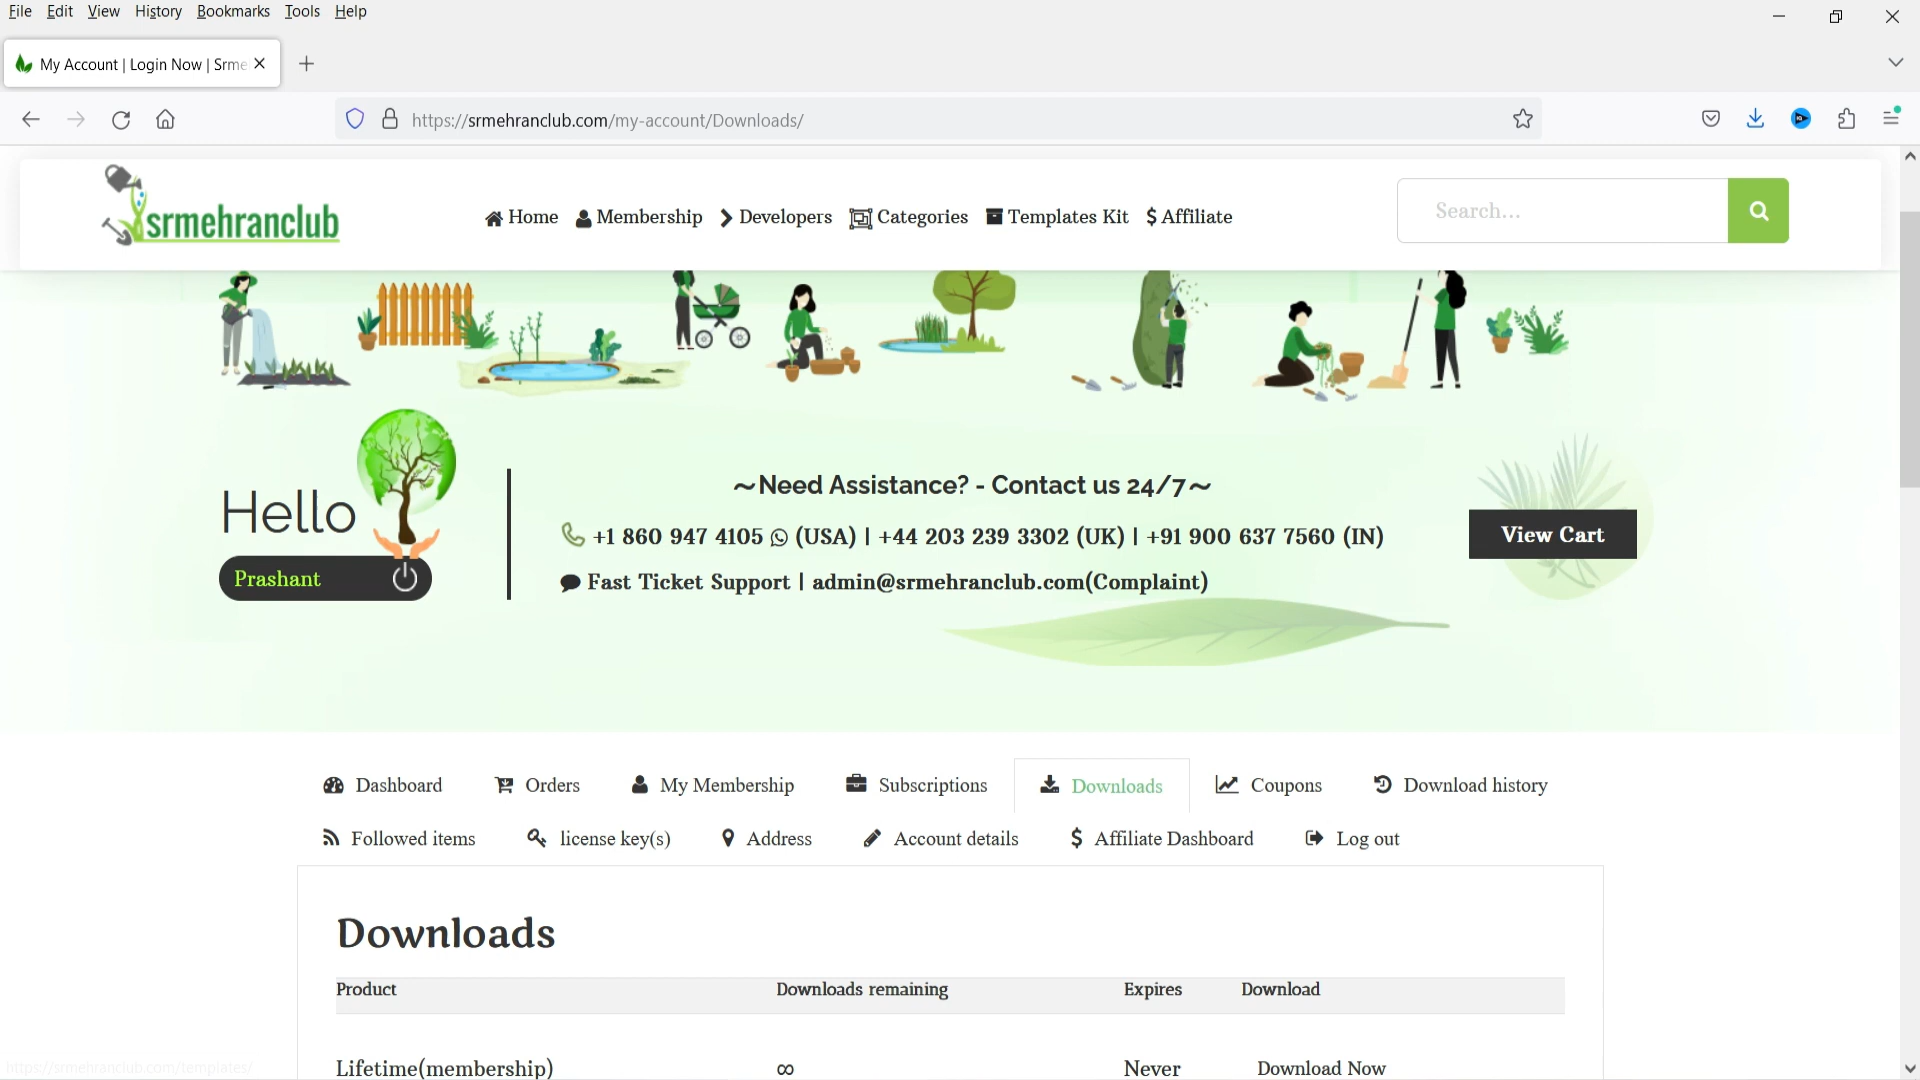 File Edit View History Bookmarks Tools Help
My Account | Login Now | Srme
https://srmehranclub.com/my-account/Downloads/
srmehranclub
Home Membership Developers Categories Templates Kit $ Affiliate
Search...
Hello
Prashant
~Need Assistance? - Contact us 24/7~
+1 860 947 4105 (USA) | +44 203 239 3302 (UK) | +91 900 637 7560 (IN)
Fast Ticket Support | admin@srmehranclub.com(Complaint)
View Cart
Dashboard Orders My Membership Subscriptions Downloads Coupons Download history
Followed items license key(s) Address Account details $ Affiliate Dashboard Log out
Downloads
Product Downloads remaining Expires Download
Lifetime(membership) ∞ Never Download Now
https://srmehranclub.com/templates/